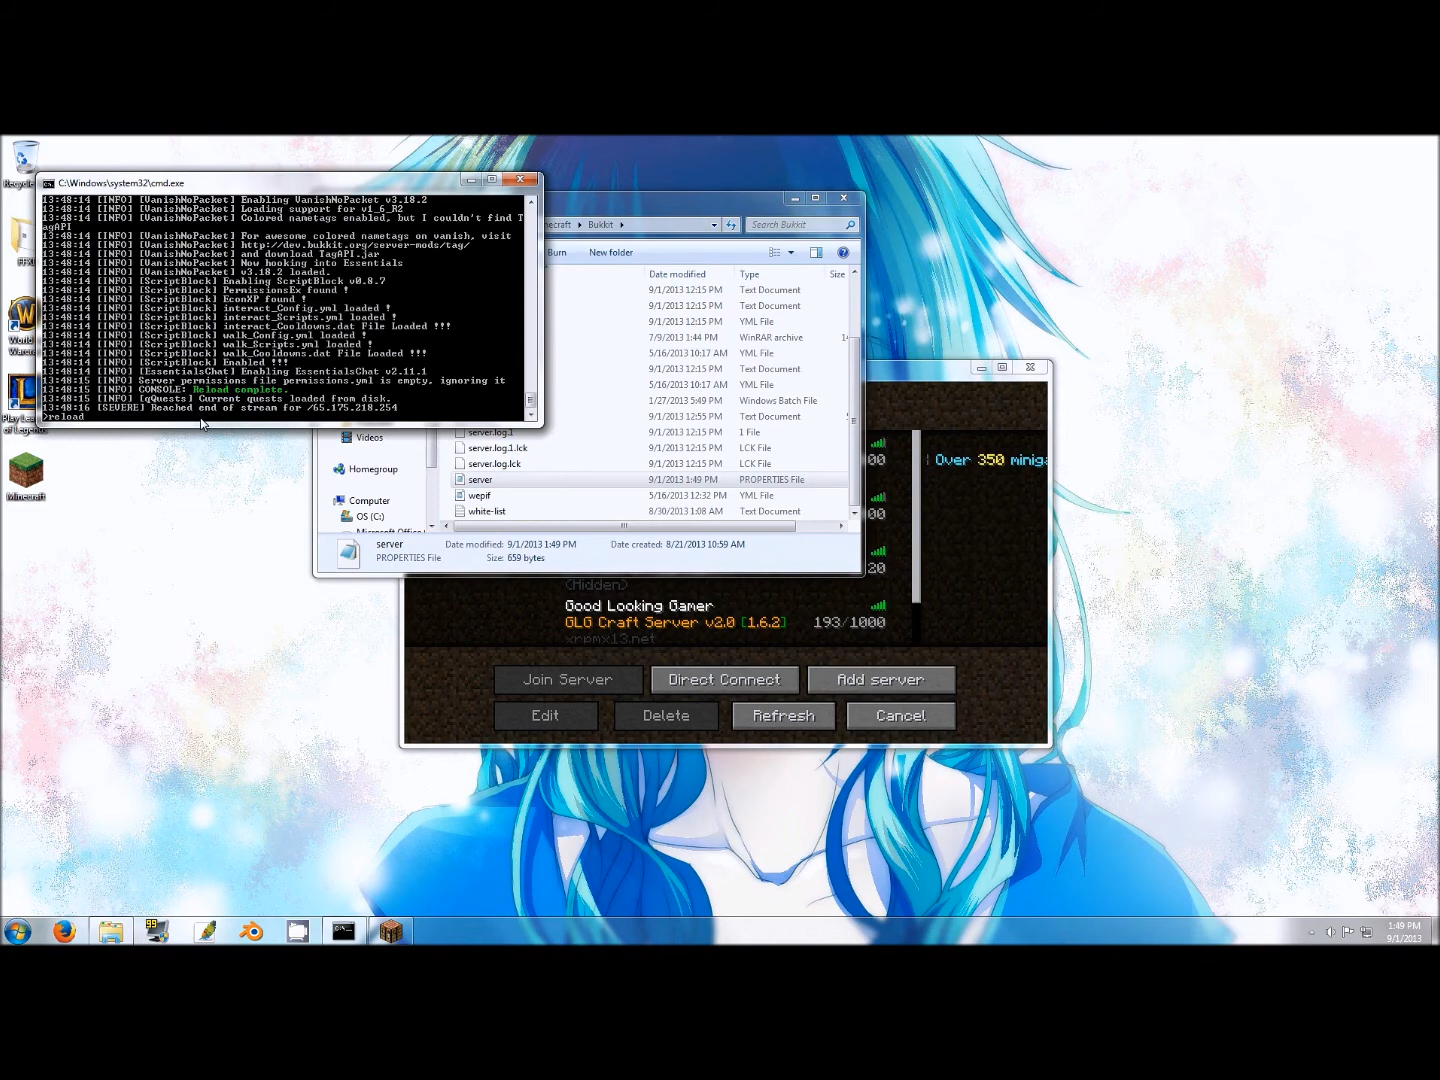 C:\Windows\system32\cmd.exe
13:48:14 [INFO] [VanishNoPacket] Enabling VanishNoPacket v3.18.2
13:48:14 [INFO] [VanishNoPacket] Loading support for v1_6_R2
13:48:14 [INFO] [VanishNoPacket] Colored nametags enabled, but I couldn't find T
agAPI
13:48:14 [INFO] [VanishNoPacket] For awesome colored nametags on vanish, visit
13:48:14 [INFO] [VanishNoPacket] http://dev.bukkit.org/server-mods/tag/
13:48:14 [INFO] [VanishNoPacket] and download TagAPI.jar
13:48:14 [INFO] [VanishNoPacket] Now hooking into Essentials
13:48:14 [INFO] [VanishNoPacket] v3.18.2 loaded.
13:48:14 [INFO] [ScriptBlock] Enabling ScriptBlock v0.8.7
13:48:14 [INFO] [ScriptBlock] PermissionsEx found !
13:48:14 [INFO] [ScriptBlock] EconXP found !
13:48:14 [INFO] [ScriptBlock] interact_Config.yml loaded !
13:48:14 [INFO] [ScriptBlock] interact_Scripts.yml loaded !
13:48:14 [INFO] [ScriptBlock] interact_Cooldowns.dat File Loaded !!!
13:48:14 [INFO] [ScriptBlock] walk_Config.yml loaded !
13:48:14 [INFO] [ScriptBlock] walk_Scripts.yml loaded !
13:48:14 [INFO] [ScriptBlock] walk_Cooldowns.dat File Loaded !!!
13:48:14 [INFO] [ScriptBlock] Enabled !!!
13:48:14 [INFO] [EssentialsChat] Enabling EssentialsChat v2.11.1
13:48:15 [INFO] Server permissions file permissions.yml is empty, ignoring it
13:48:15 [INFO] CONSOLE: Reload complete.
13:48:15 [INFO] [qQuests] Current quests loaded from disk.
13:48:16 [SEVERE] Reached end of stream for /65.175.218.254
>reload
Bukkit
Search Bukkit
Burn New folder
Date modified Type Size
9/1/2013 12:15 PM Text Document
9/1/2013 12:15 PM Text Document
9/1/2013 12:15 PM YML File
7/9/2013 1:44 PM WinRAR archive
5/16/2013 10:17 AM YML File
9/1/2013 12:15 PM Text Document
5/16/2013 10:17 AM YML File
1/27/2013 5:49 PM Windows Batch File
9/1/2013 12:55 PM Text Document
server.log.1 9/1/2013 12:15 PM 1 File
server.log.1.lck 9/1/2013 12:15 PM LCK File
server.log.lck 9/1/2013 12:15 PM LCK File
server 9/1/2013 1:49 PM PROPERTIES File
wepif 5/16/2013 12:32 PM YML File
white-list 8/30/2013 1:08 AM Text Document
Videos
Homegroup
Computer
OS (C:)
server Date modified: 9/1/2013 1:49 PM Date created: 8/21/2013 10:59 AM
PROPERTIES File Size: 659 bytes
Over 350 miniga
(Hidden)
Good Looking Gamer
GLG Craft Server v2.0 [1.6.2] 193/1000
xrpmx13.net
Join Server Direct Connect Add server
Edit Delete Refresh Cancel
Minecraft
1:49 PM
9/1/2013